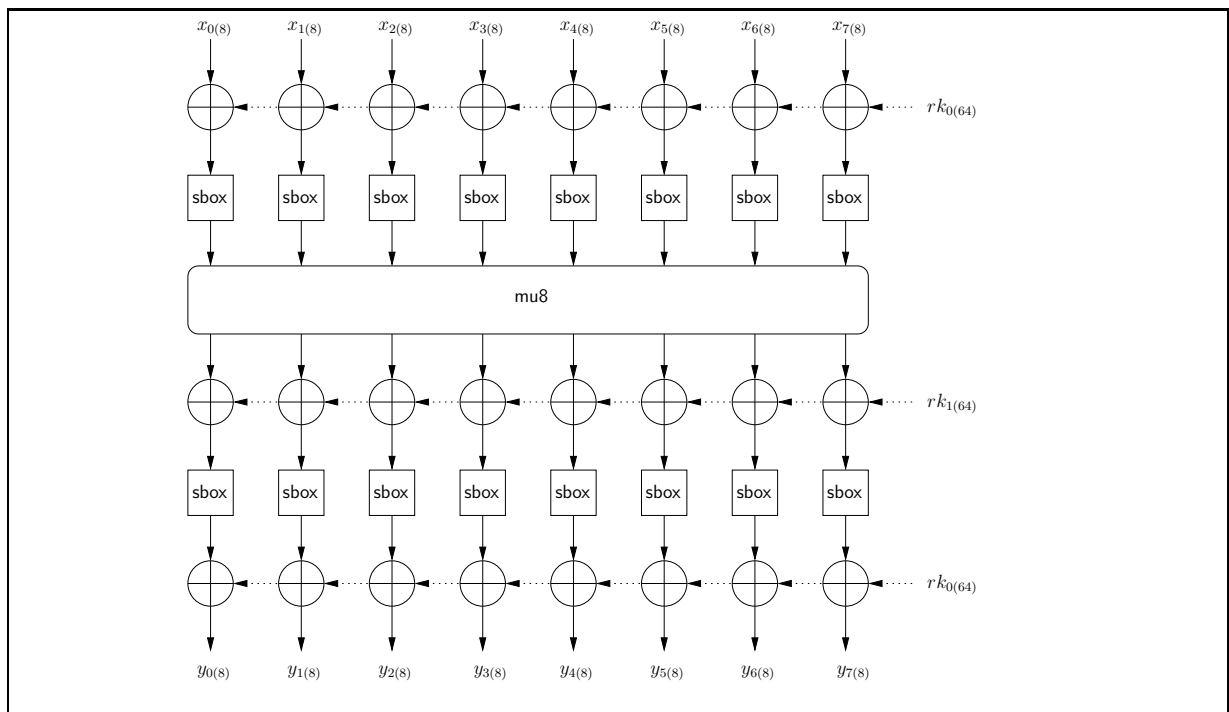 x0(8) x1(8) x2(8) x3(8) x4(8) x5(8) x6(8) x7(8)
rk0(64)
sbox sbox sbox sbox sbox sbox sbox sbox
mu8
rk1(64)
sbox sbox sbox sbox sbox sbox sbox sbox
rk0(64)
y0(8) y1(8) y2(8) y3(8) y4(8) y5(8) y6(8) y7(8)